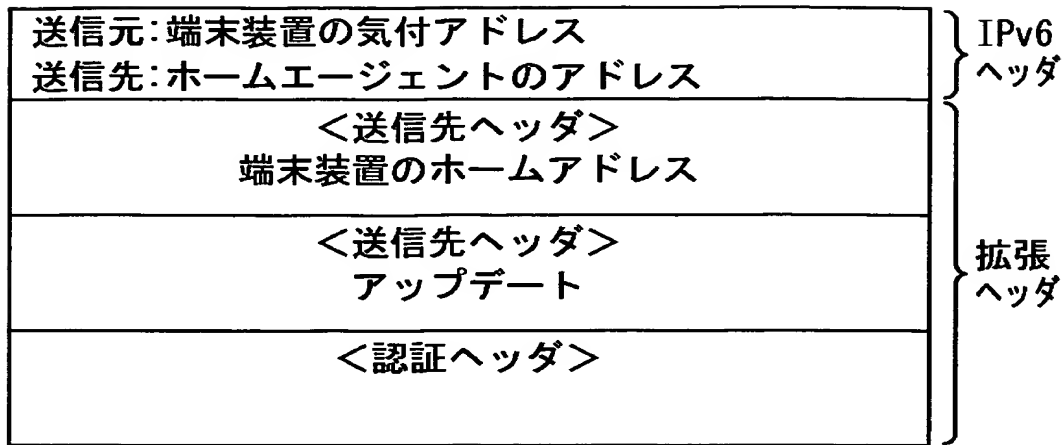 送信元:端末装置の気付アドレス
送信先:ホームエージェントのアドレス
IPv6
ヘッダ
<送信先ヘッダ>
端末装置のホームアドレス
<送信先ヘッダ>
アップデート
<認証ヘッダ>
拡張
ヘッダ